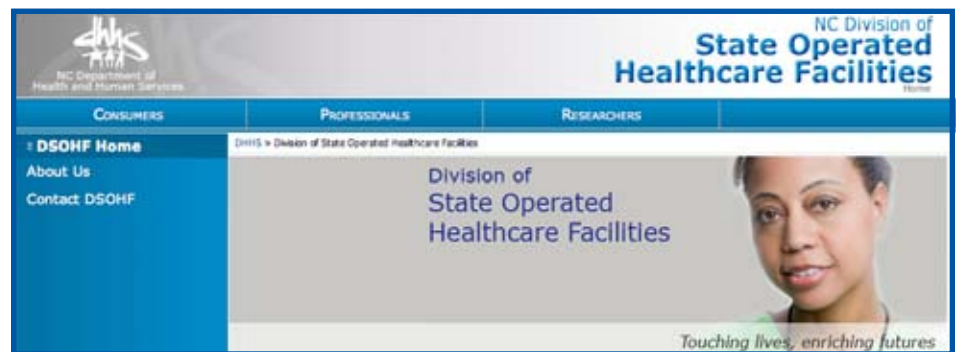 dhhs
NC Department of
Health and Human Services
NC Division of
State Operated
Healthcare Facilities
Home
CONSUMERS PROFESSIONALS RESEARCHERS
DSOHF Home
About Us
Contact DSOHF
DHHS > Division of State Operated Healthcare Facilities
Division of
State Operated
Healthcare Facilities
Touching lives, enriching futures